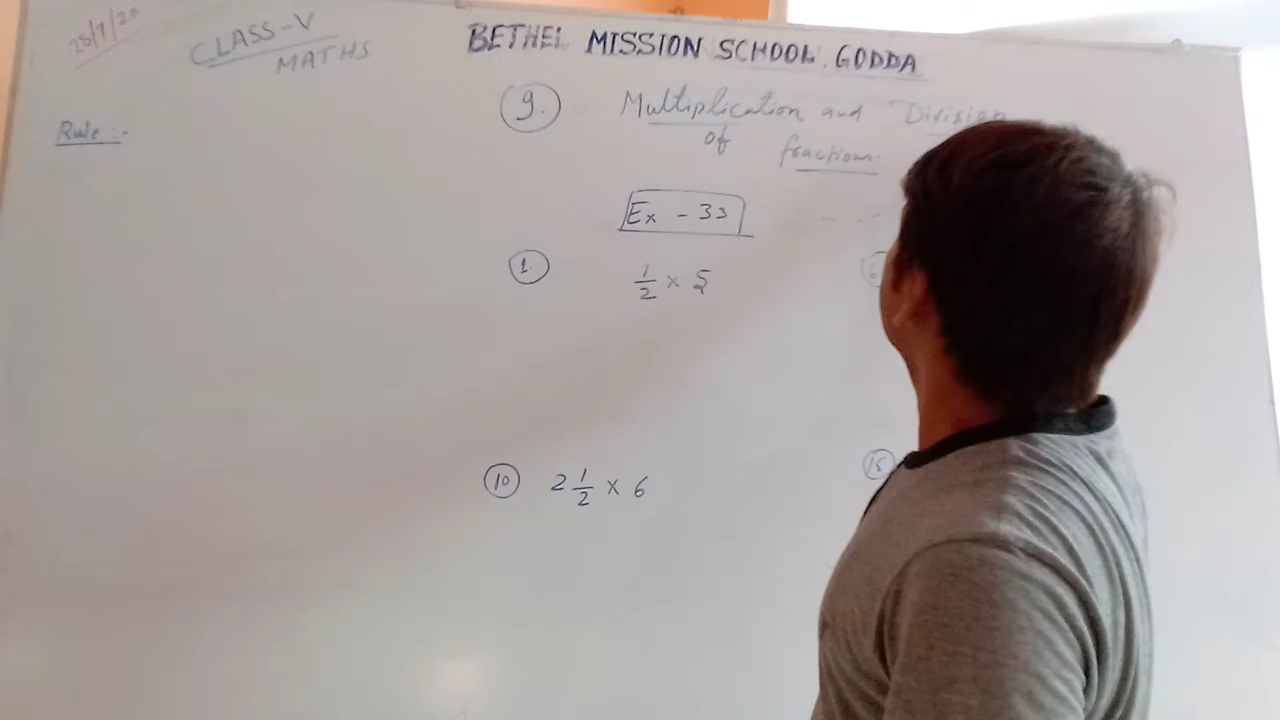 28/7/20
CLASS-V
MATHS
BETHEL MISSION SCHOOL, GODDA
Rule :-
9. Multiplication and Division
of fractions
Ex - 33
1. 1/2 × 5
10 2 1/2 × 6
15